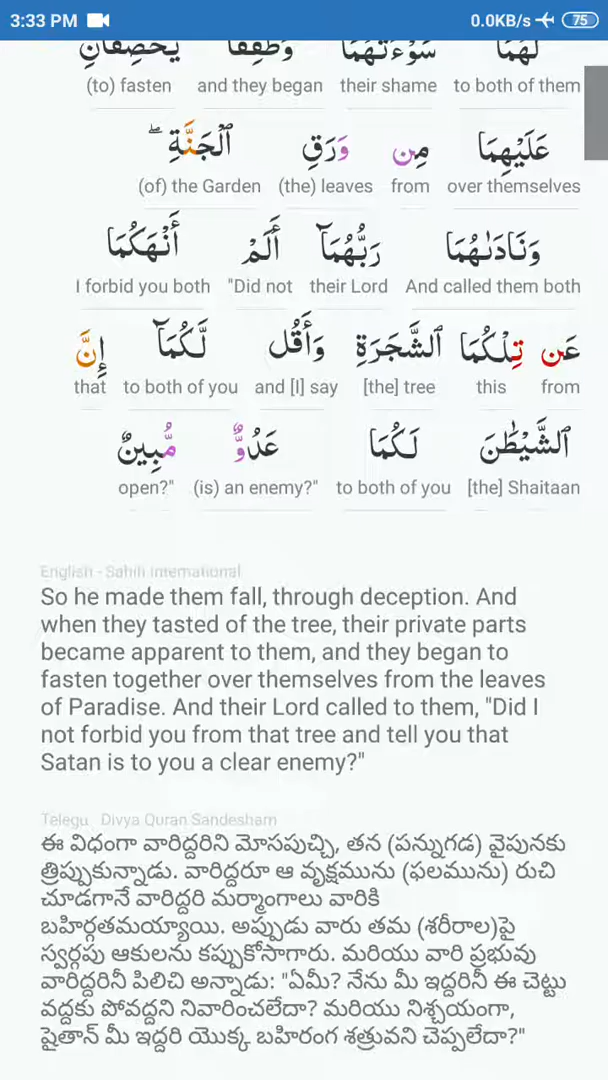 3:33 PM 0.0KB/s 75
لَهُمَا سَوْءَٰتُهُمَا وَطَفِقَا يَخْصِفَانِ
(to) fasten and they began their shame to both of them
عَلَيْهِمَا مِن وَرَقِ ٱلْجَنَّةِ ۖ
(of) the Garden (the) leaves from over themselves
وَنَادَىٰهُمَا رَبُّهُمَآ أَلَمْ أَنْهَكُمَا
I forbid you both "Did not their Lord And called them both
عَن تِلْكُمَا ٱلشَّجَرَةِ وَأَقُل لَّكُمَآ إِنَّ
that to both of you and [I] say [the] tree this from
ٱلشَّيْطَٰنَ لَكُمَا عَدُوٌّ مُّبِينٌ
open?" (is) an enemy?" to both of you [the] Shaitaan
English - Sahih International
So he made them fall, through deception. And
when they tasted of the tree, their private parts
became apparent to them, and they began to
fasten together over themselves from the leaves
of Paradise. And their Lord called to them, "Did I
not forbid you from that tree and tell you that
Satan is to you a clear enemy?"
Telegu Divya Quran Sandesham
ఈ విధంగా వారిద్దరిని మోసపుచ్చి, తన (పన్నుగడ) వైపునకు
త్రిప్పుకున్నాడు. వారిద్దరూ ఆ వృక్షమును (ఫలమును) రుచి
చూడగానే వారిద్దరి మర్మాంగాలు వారికి
బహిర్గతమయ్యాయి. అప్పుడు వారు తమ (శరీరాల)పై
స్వర్గపు ఆకులను కప్పుకోసాగారు. మరియు వారి ప్రభువు
వారిద్దరినీ పిలిచి అన్నాడు: "ఏమీ? నేను మీ ఇద్దరినీ ఈ చెట్టు
వద్దకు పోవద్దని నివారించలేదా? మరియు నిశ్చయంగా,
షైతాన్ మీ ఇద్దరి యొక్క బహిరంగ శత్రువని చెప్పలేదా?"